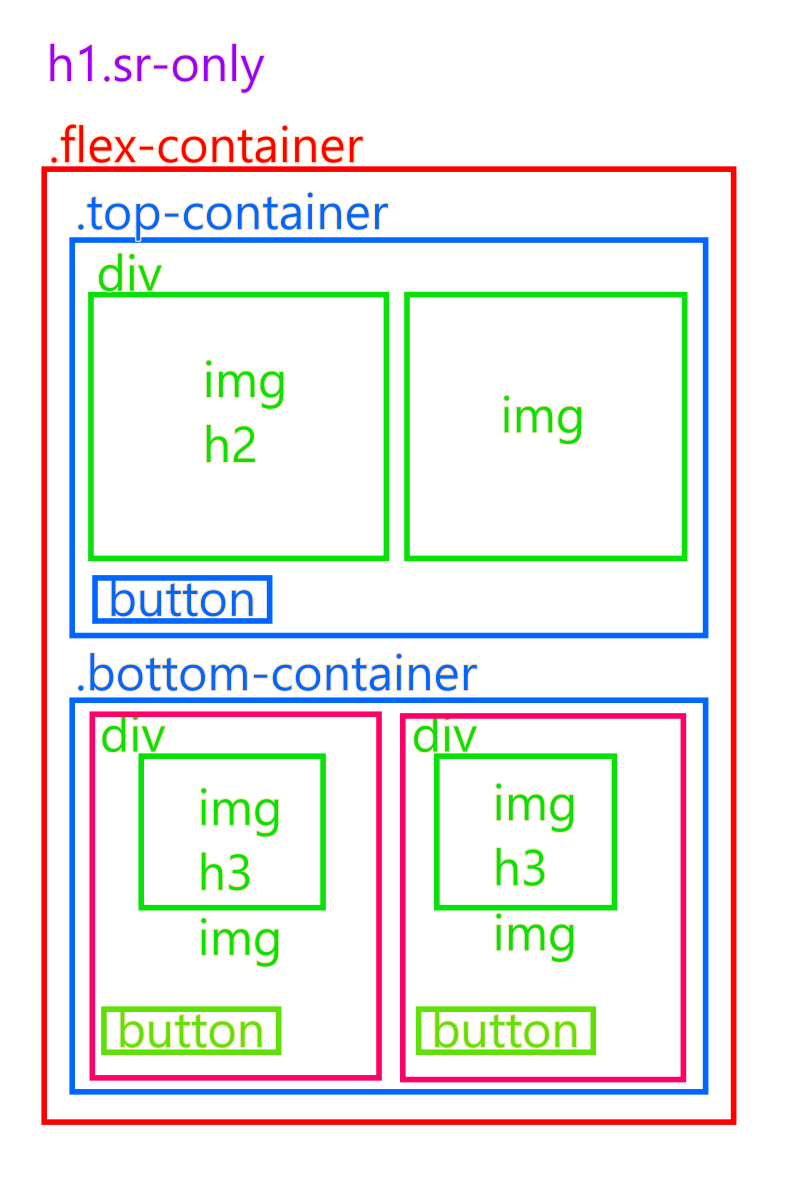 h1.sr-only
.flex-container
.top-container
div
img
h2
img
button
.bottom-container
div
img
h3
img
button
div
img
h3
img
button